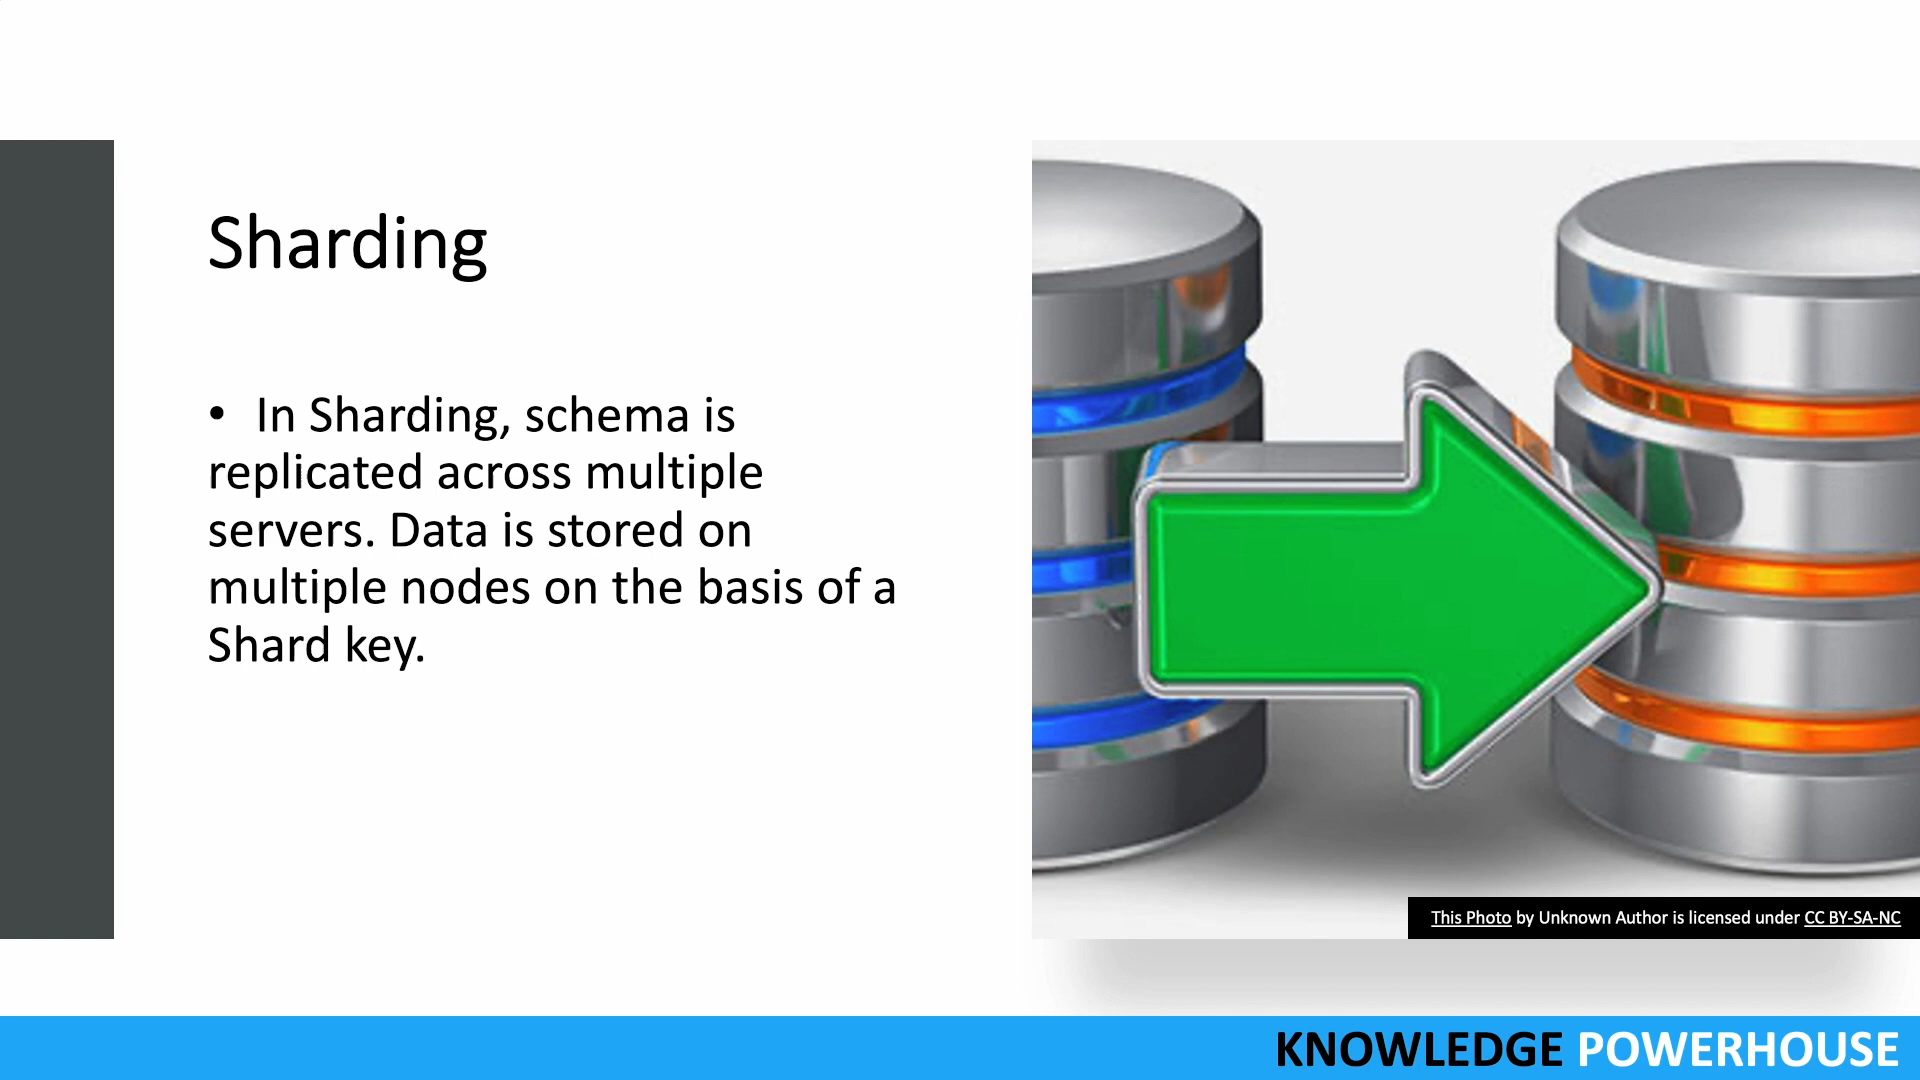 Sharding
• In Sharding, schema is
replicated across multiple
servers. Data is stored on
multiple nodes on the basis of a
Shard key.
This Photo by Unknown Author is licensed under CC BY-SA-NC
KNOWLEDGE POWERHOUSE